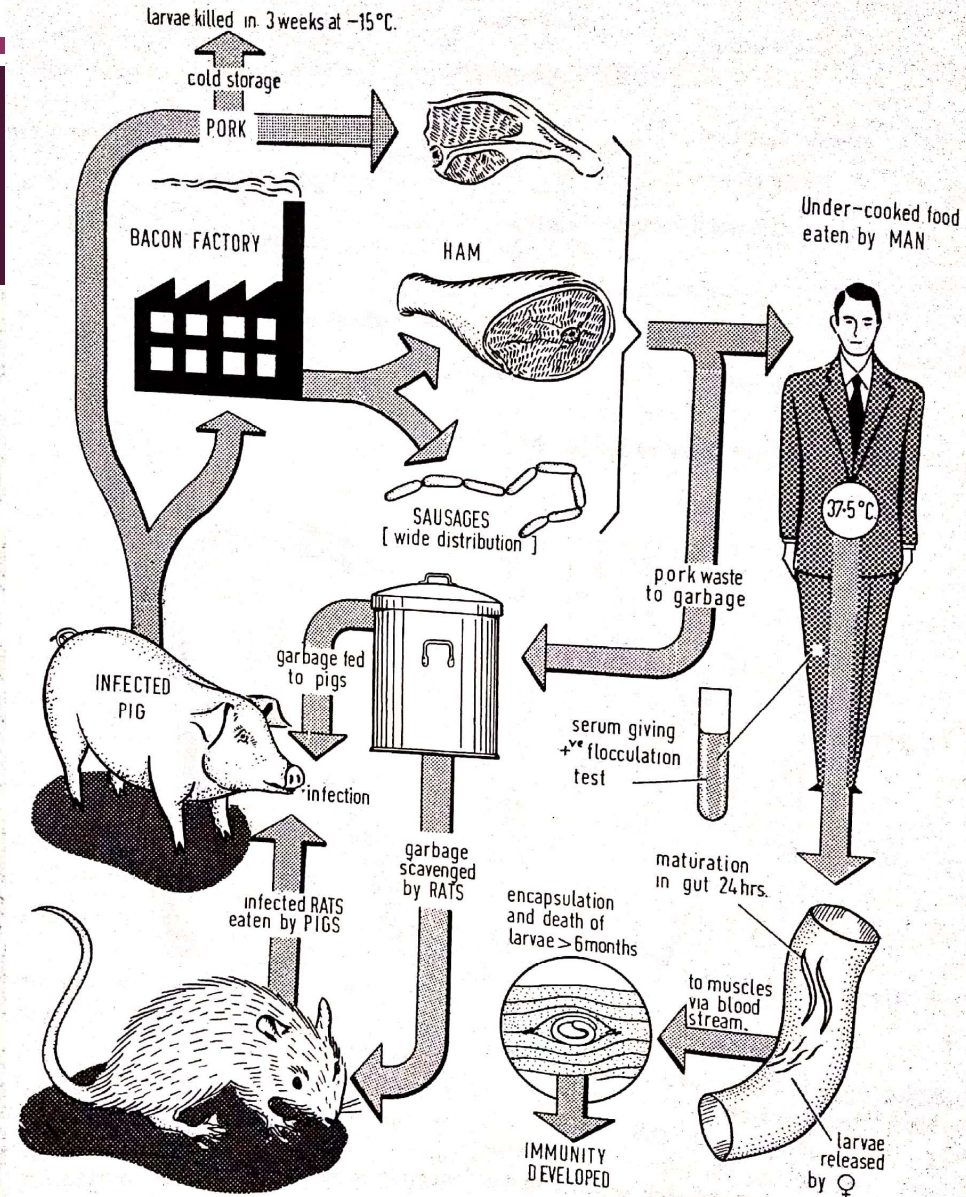 larvae killed in 3 weeks at -15°C.
cold storage
PORK
BACON FACTORY
HAM
SAUSAGES
[ wide distribution ]
Under-cooked food
eaten by MAN
37·5°C.
pork waste
to garbage
garbage fed
to pigs
INFECTED
PIG
infection
serum giving
+ve flocculation
test
garbage
scavenged
by RATS
infected RATS
eaten by PIGS
maturation
in gut 24hrs.
encapsulation
and death of
larvae > 6months
to muscles
via blood
stream.
IMMUNITY
DEVELOPED
larvae
released
by ♀